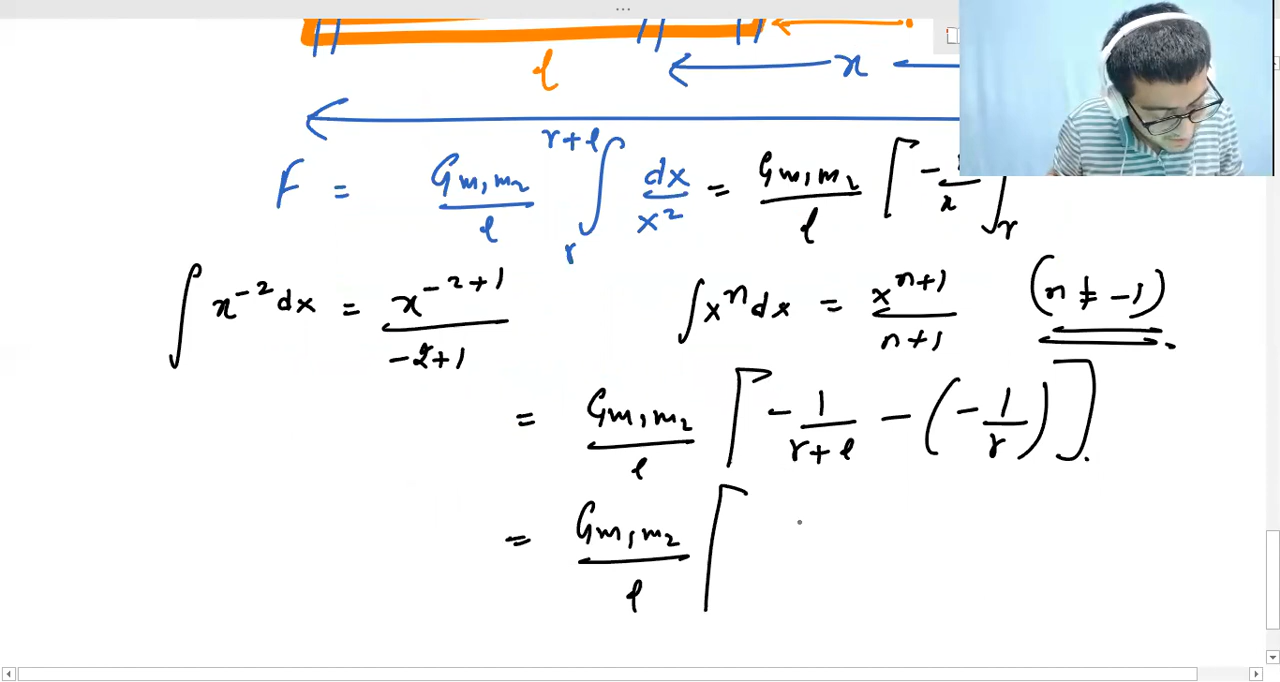 l
x
F = Gm₁m₂/l ∫ᵣ^(r+l) dx/x² = Gm₁m₂/l [-1/x]ᵣ
∫ x⁻² dx = x^(-2+1)/(-2+1)    ∫ xⁿ dx = x^(n+1)/(n+1)    (n ≠ -1).
= Gm₁m₂/l [ -1/(r+l) - (-1/r) ].
= Gm₁m₂/l [